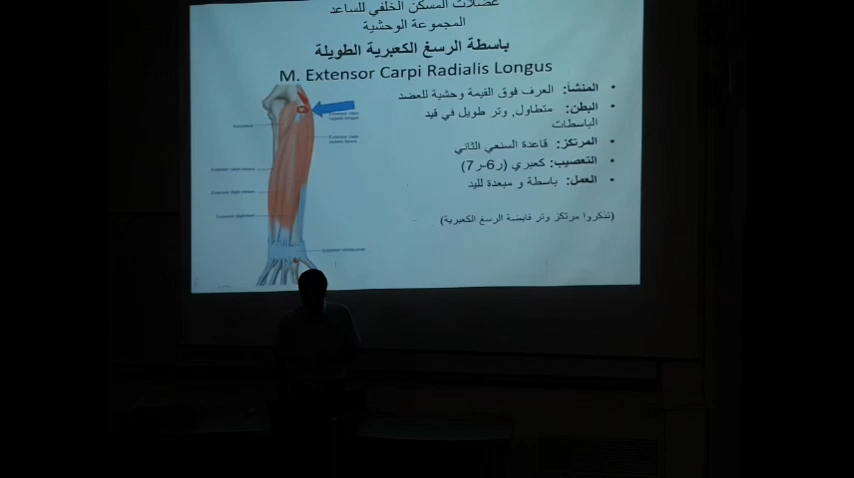 عضلات المسكن الخلفي للساعد
المجموعة الوحشية
باسطة الرسغ الكعبرية الطويلة
M. Extensor Carpi Radialis Longus
• المنشأ: العرف فوق القيمة وحشية للعضد
• البطن: متطاول, وتر طويل في قيد
الباسطات
• المرتكز: قاعدة السنعي الثاني
• التعصيب: كعبري (ر6-ر7)
• العمل: باسطة و مبعدة لليد
(تذكروا مرتكز وتر قابضة الرسغ الكعبرية)